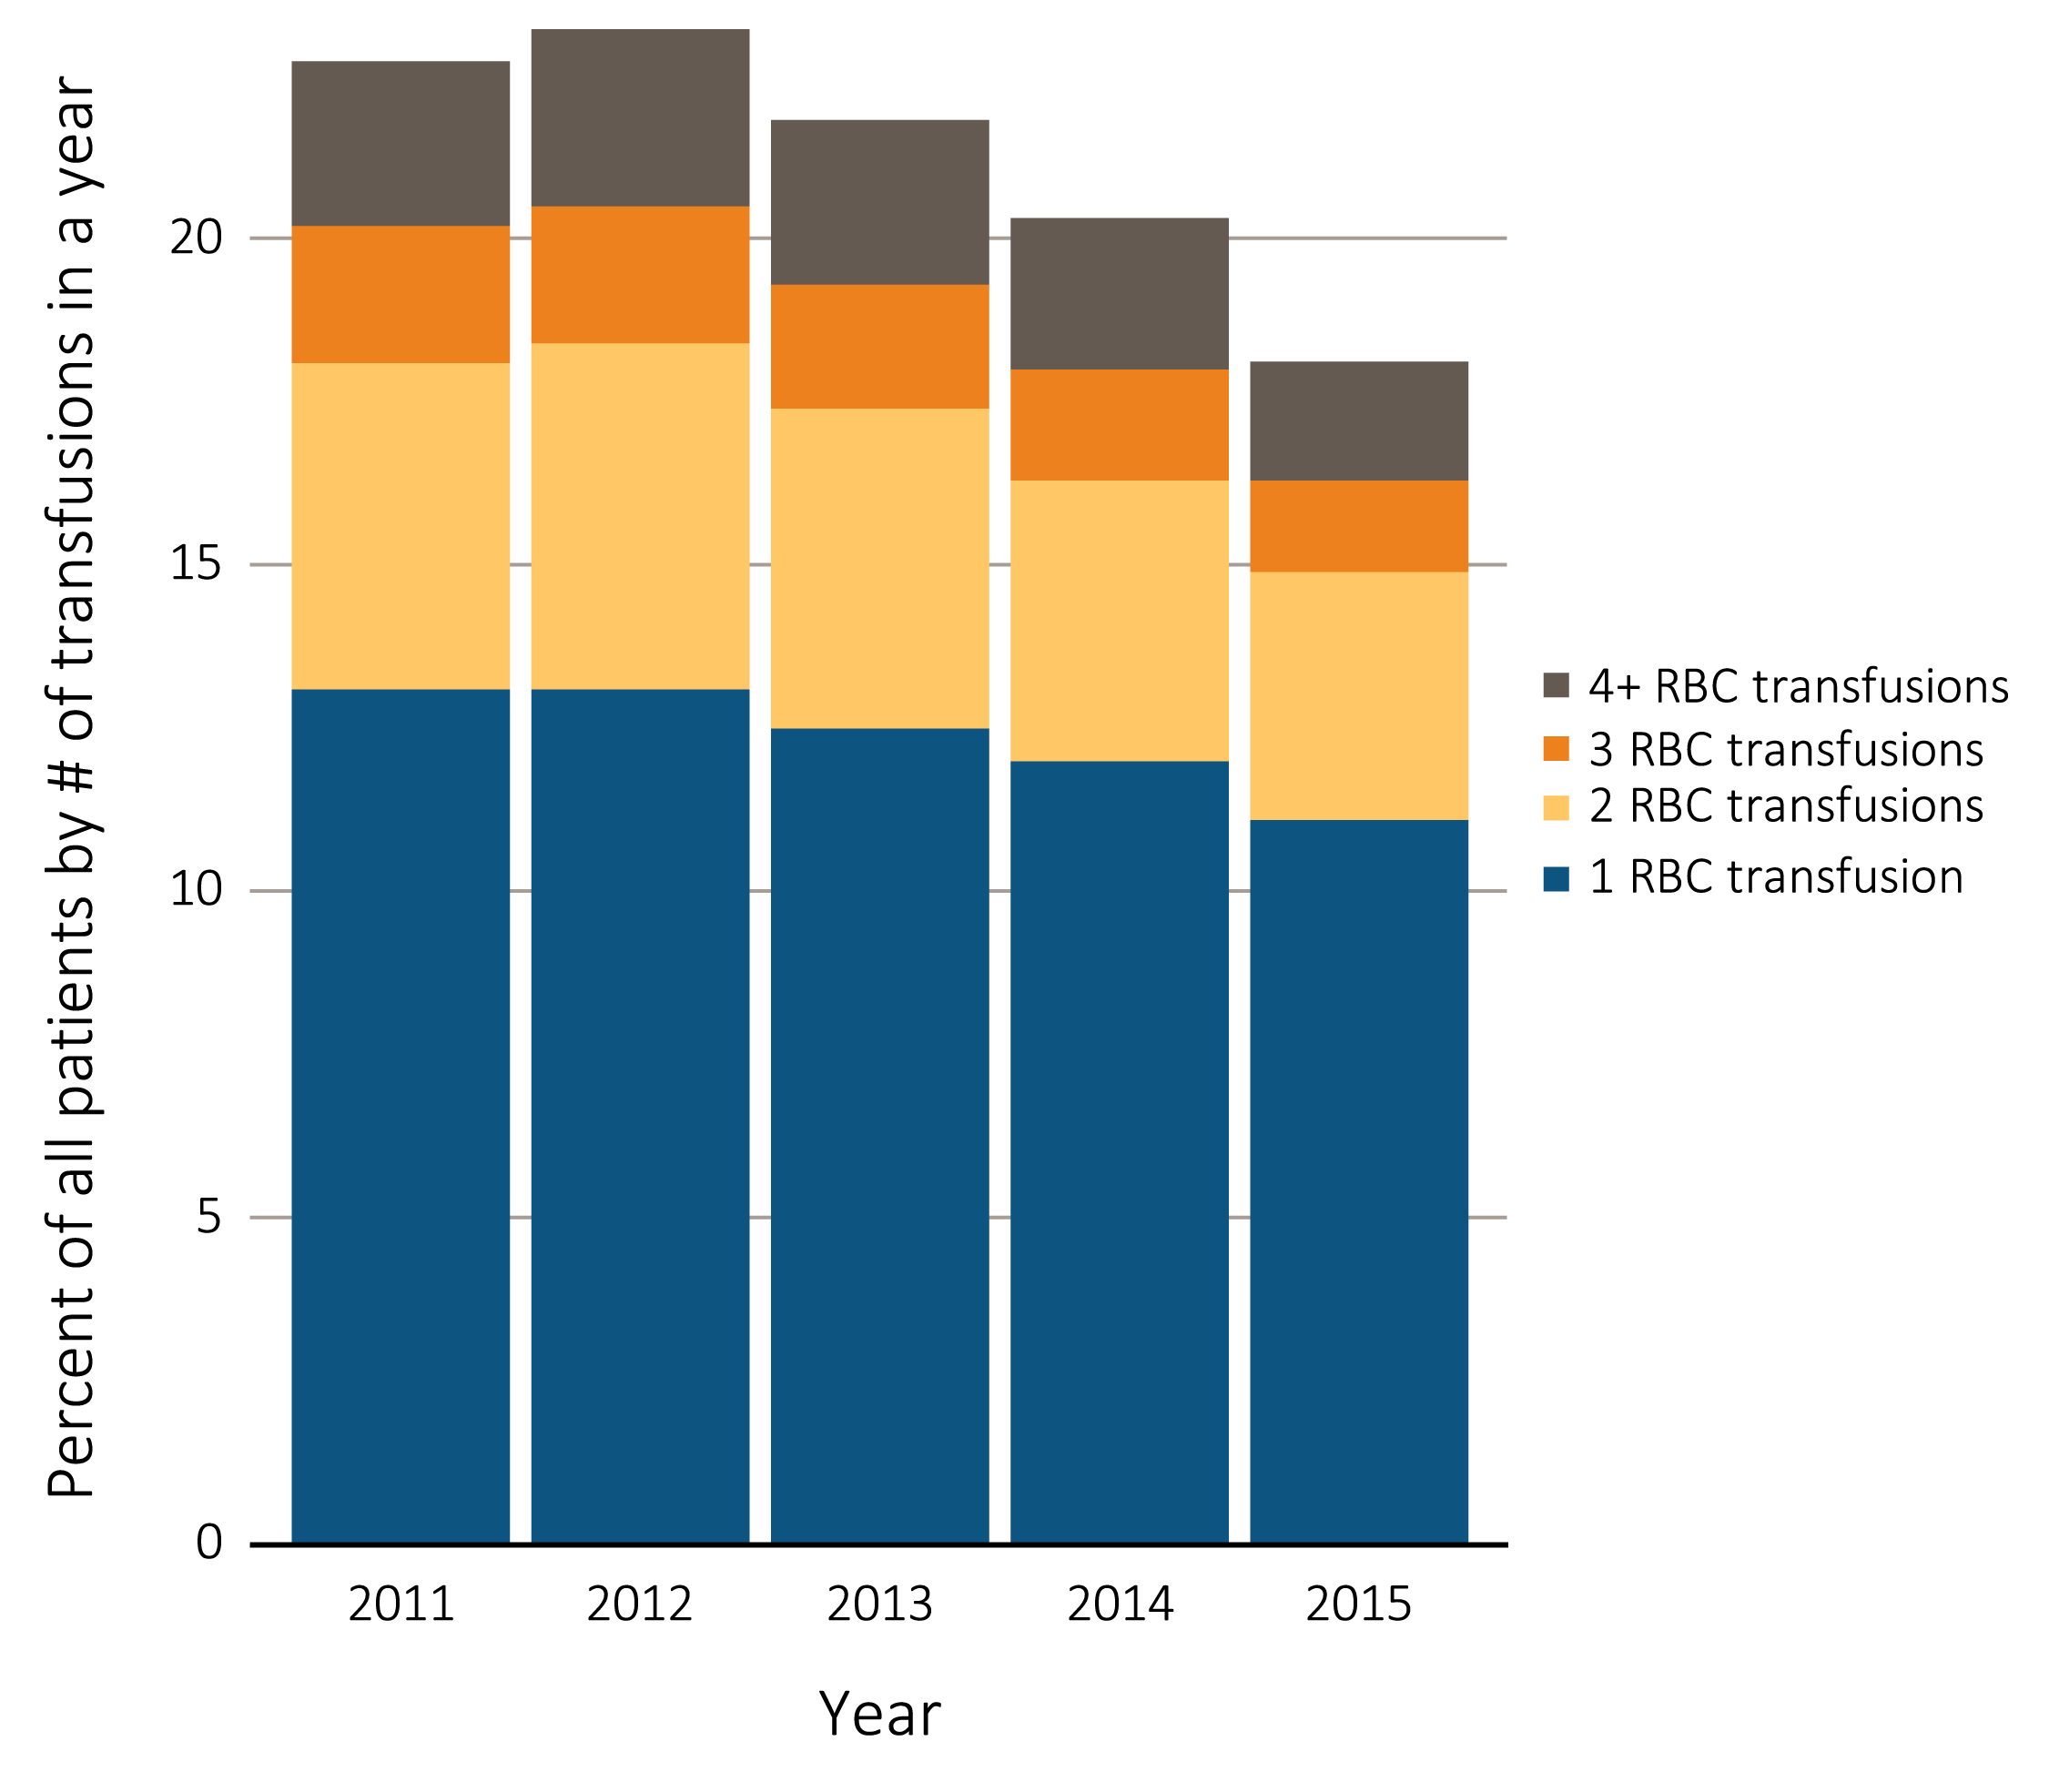 Percent of all patients by # of transfusions in a year
20
15
10
5
0
2011 2012 2013 2014 2015
Year
4+ RBC transfusions
3 RBC transfusions
2 RBC transfusions
1 RBC transfusion